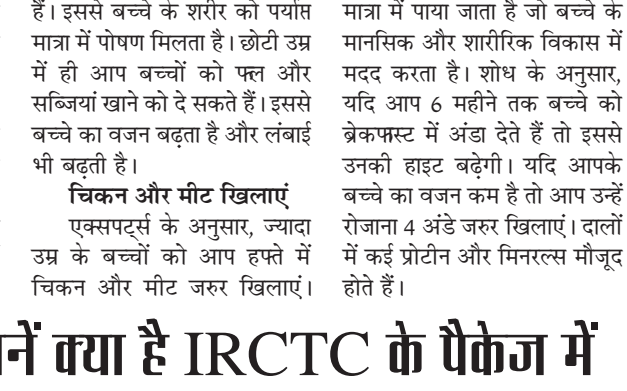 हैं। इससे बच्चे के शरीर को पर्याप्त
मात्रा में पोषण मिलता है। छोटी उम्र
में ही आप बच्चों को फ्ल और
सब्जियां खाने को दे सकते हैं। इससे
बच्चे का वजन बढ़ता है और लंबाई
भी बढ़ती है।
चिकन और मीट खिलाएं
एक्सपर्ट्स के अनुसार, ज्यादा
उम्र के बच्चों को आप हफ्ते में
चिकन और मीट जरुर खिलाएं।
मात्रा में पाया जाता है जो बच्चे के
मानसिक और शारीरिक विकास में
मदद करता है। शोध के अनुसार,
यदि आप 6 महीने तक बच्चे को
ब्रेकफास्ट में अंडा देते हैं तो इससे
उनकी हाइट बढ़ेगी। यदि आपके
बच्चे का वजन कम है तो आप उन्हें
रोजाना 4 अंडे जरुर खिलाएं। दालों
में कई प्रोटीन और मिनरल्स मौजूद
होते हैं।
क्या है IRCTC के पैकेज में